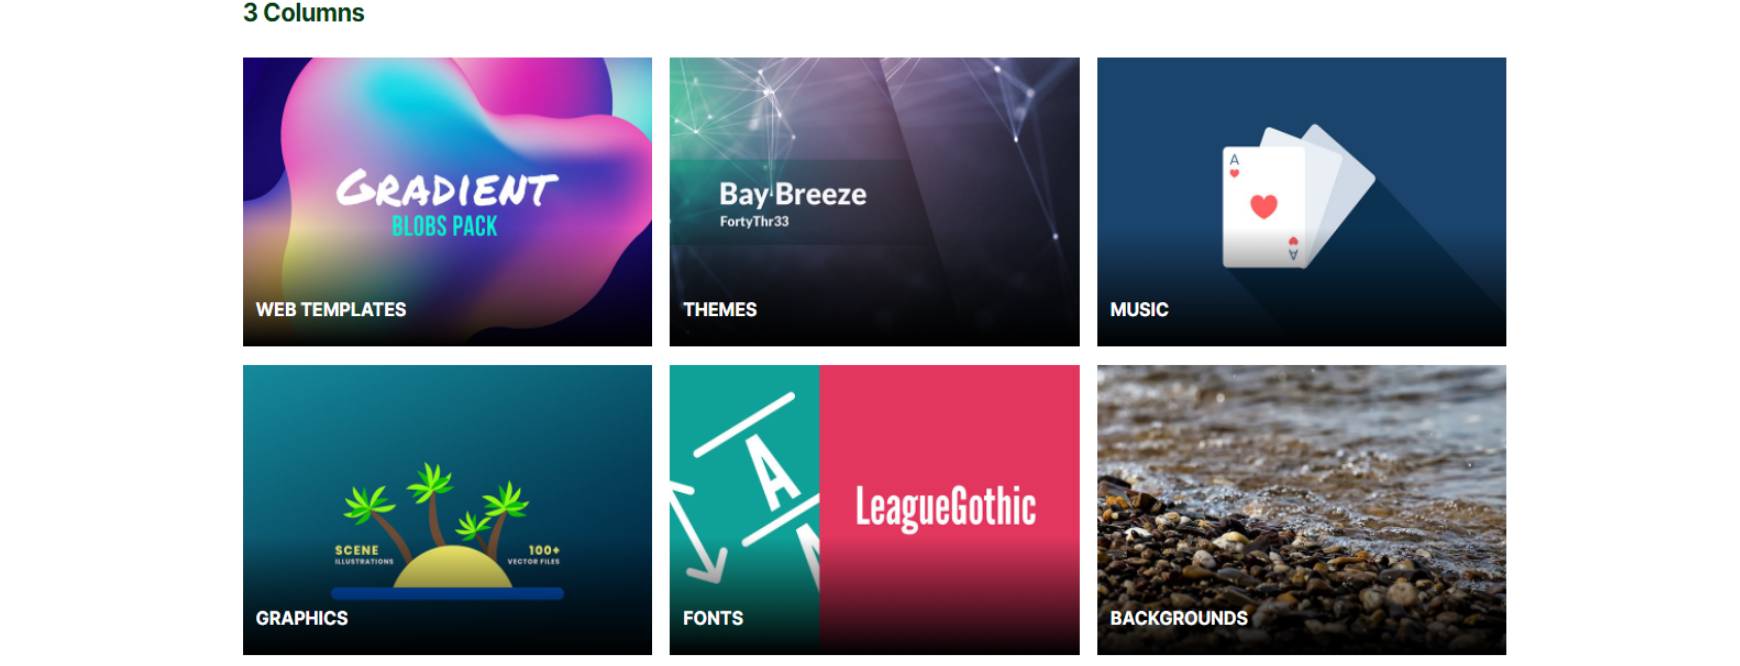 3 Columns
GRADIENT
BLOBS PACK
WEB TEMPLATES
Bay Breeze
FortyThr33
THEMES
A
A
MUSIC
SCENE
ILLUSTRATIONS
100+
VECTOR FILES
GRAPHICS
A
A
LeagueGothic
FONTS
BACKGROUNDS